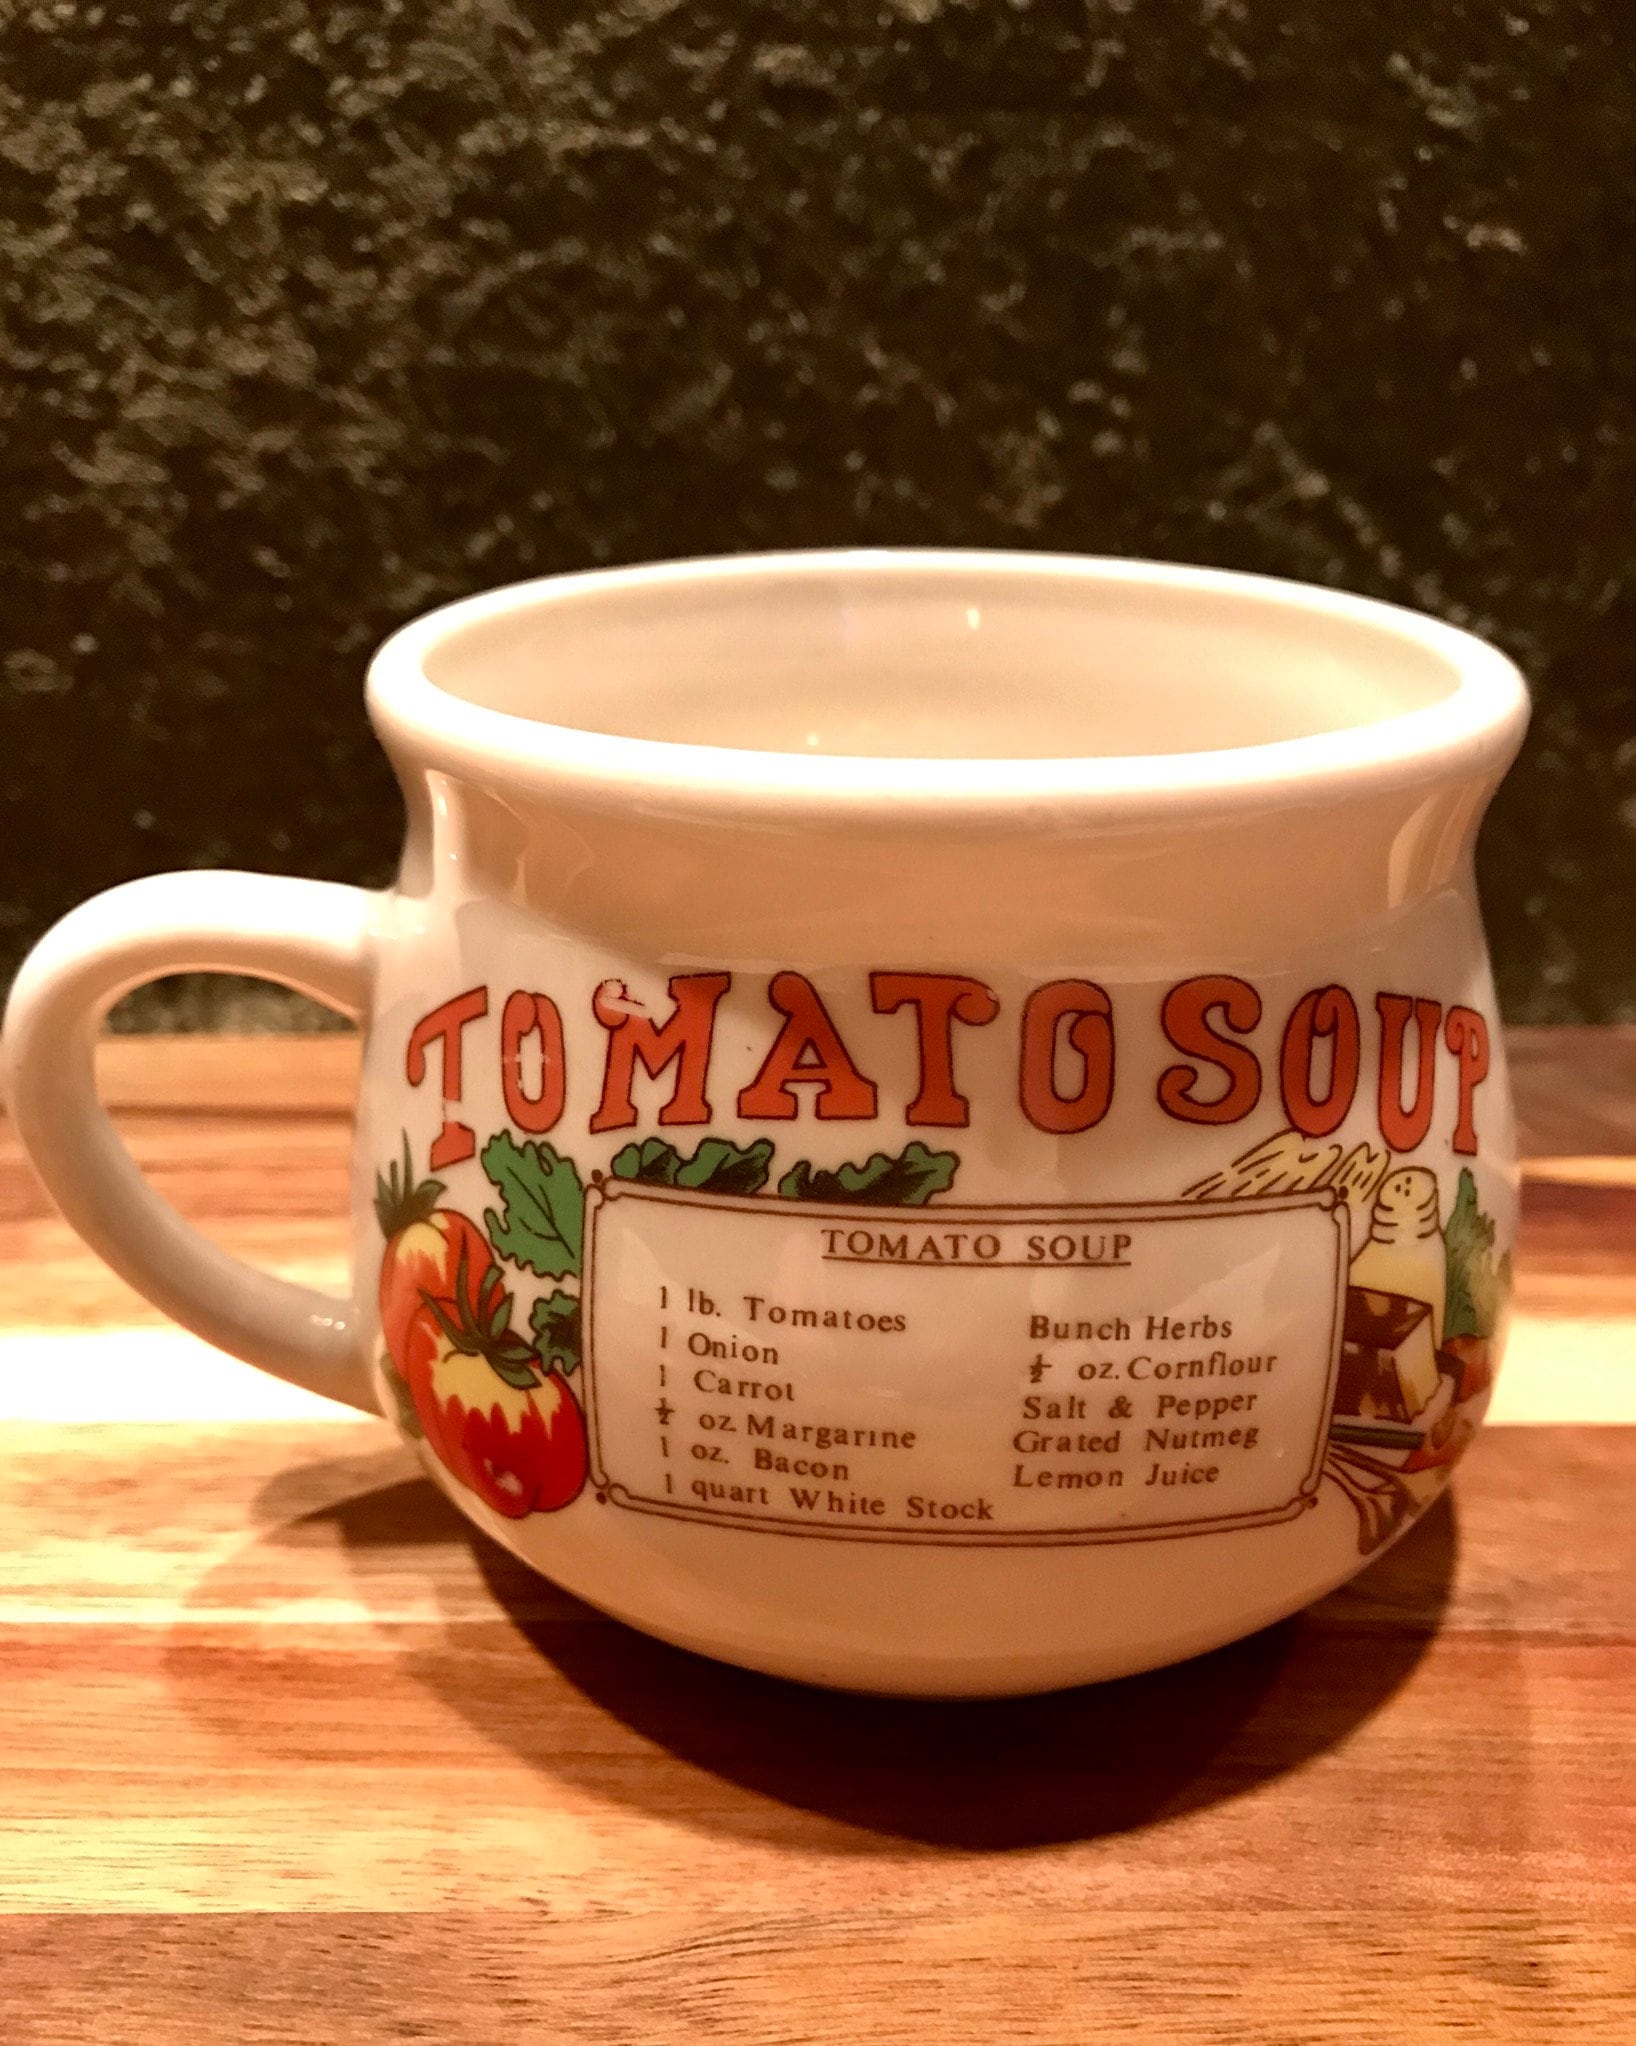 TOMATO SOUP
TOMATO SOUP
1 lb. Tomatoes
1 Onion
1 Carrot
½ oz Margarine
1 oz. Bacon
1 quart White Stock
Bunch Herbs
½ oz. Cornflour
Salt & Pepper
Grated Nutmeg
Lemon Juice